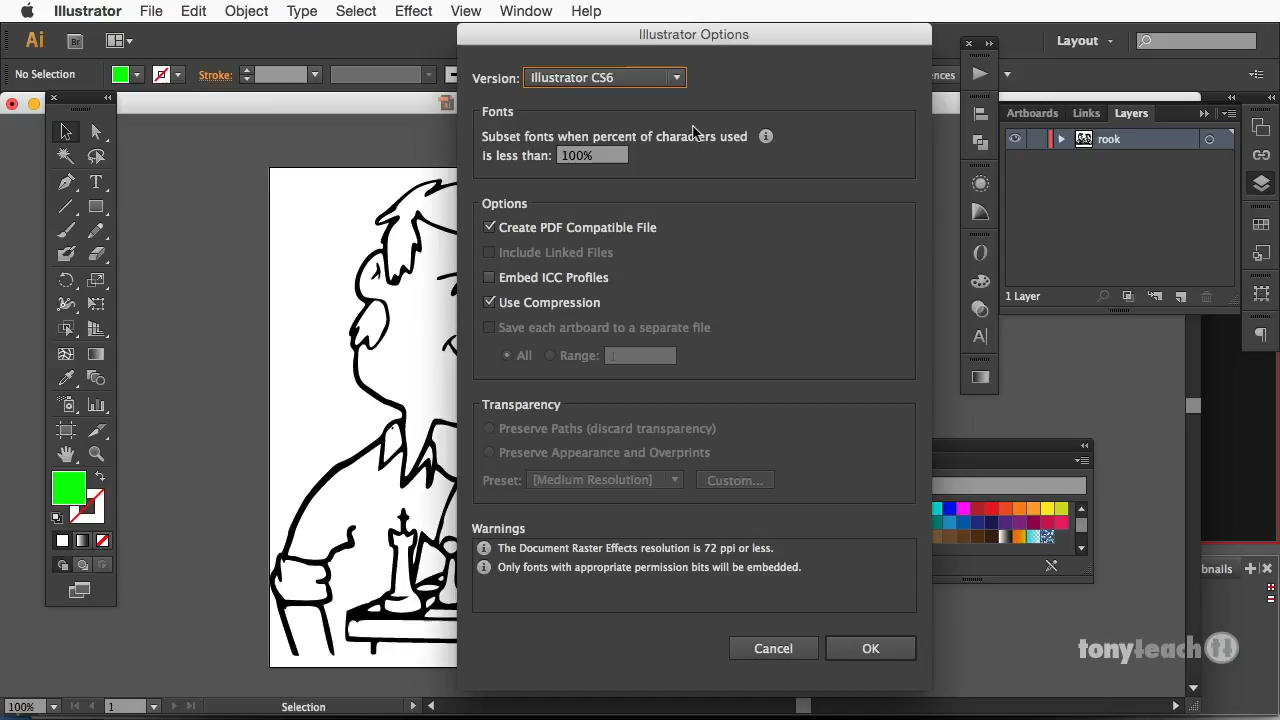 Illustrator File Edit Object Type Select Effect View Window Help
Ai Br Layout
Illustrator Options
No Selection Stroke:
Version: Illustrator CS6
Fonts
Subset fonts when percent of characters used
is less than: 100%
Artboards Links Layers
rook
Options
Create PDF Compatible File
Include Linked Files
Embed ICC Profiles
Use Compression
Save each artboard to a separate file
All Range: 1
1 Layer
Transparency
Preserve Paths (discard transparency)
Preserve Appearance and Overprints
Preset: [Medium Resolution] Custom...
Warnings
The Document Raster Effects resolution is 72 ppi or less.
Only fonts with appropriate permission bits will be embedded.
Cancel OK
tonyteach
100% 1 Selection